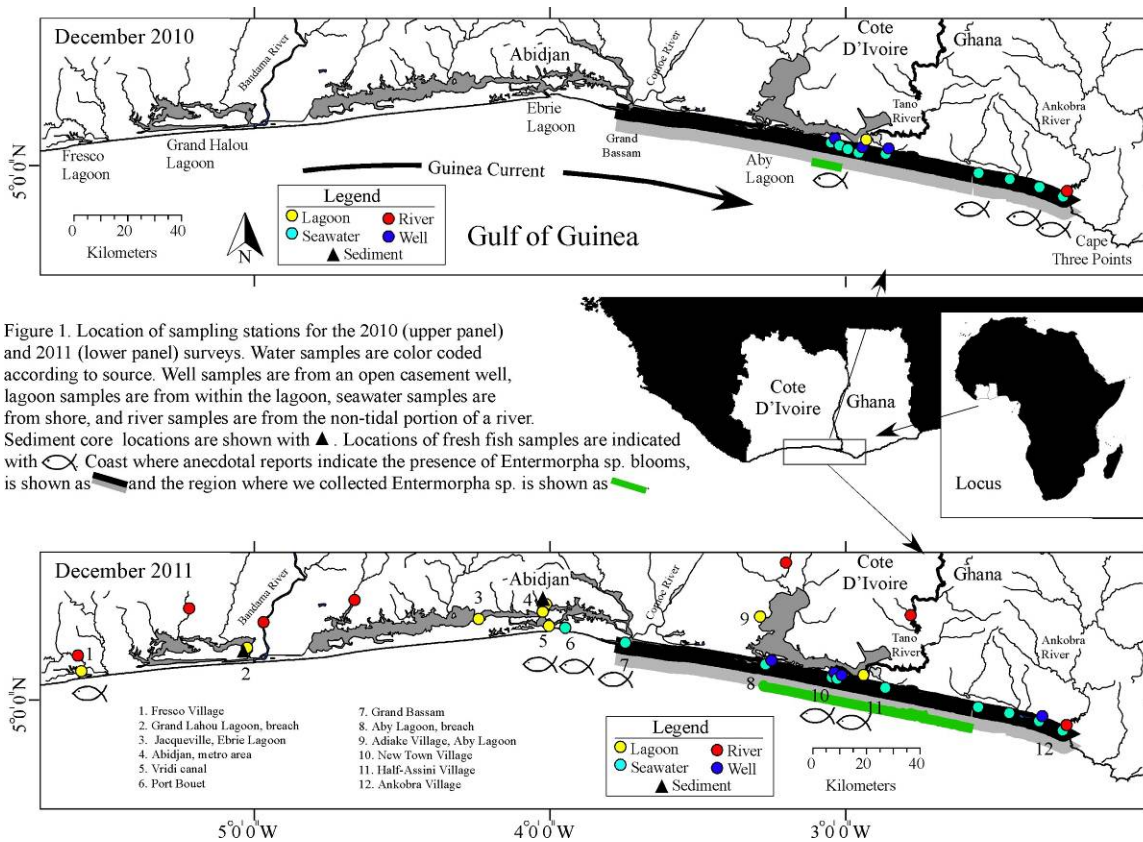 December 2010
Bandama River
Abidjan
Comoe River
Cote
D'Ivoire
Ghana
Tano
River
Ankobra
River
Ebrie
Lagoon
Grand
Bassam
Aby
Lagoon
Grand Halou
Lagoon
Fresco
Lagoon
5°0'0"N
Guinea Current
Legend
Lagoon
River
Seawater
Well
Sediment
0 20 40
Kilometers
N
Gulf of Guinea
Cape
Three Points
Figure 1. Location of sampling stations for the 2010 (upper panel)
and 2011 (lower panel) surveys. Water samples are color coded
according to source. Well samples are from an open casement well,
lagoon samples are from within the lagoon, seawater samples are
from shore, and river samples are from the non-tidal portion of a river.
Sediment core locations are shown with ▲. Locations of fresh fish samples are indicated
with Coast where anecdotal reports indicate the presence of Entermorpha sp. blooms,
is shown as and the region where we collected Entermorpha sp. is shown as .
Cote
D'Ivoire
Ghana
Locus
December 2011
Bandama River
Abidjan
Comoe River
Cote
D'Ivoire
Ghana
Tano
River
Ankobra
River
1
2
3
4
5
6
7
8
9
10
11
12
5°0'0"N
1. Fresco Village
2. Grand Lahou Lagoon, breach
3. Jacqueville, Ebrie Lagoon
4. Abidjan, metro area
5. Vridi canal
6. Port Bouet
7. Grand Bassam
8. Aby Lagoon, breach
9. Adiake Village, Aby Lagoon
10. New Town Village
11. Half-Assini Village
12. Ankobra Village
Legend
Lagoon
River
Seawater
Well
Sediment
0 20 40
Kilometers
5°0'0"W
4°0'0"W
3°0'0"W